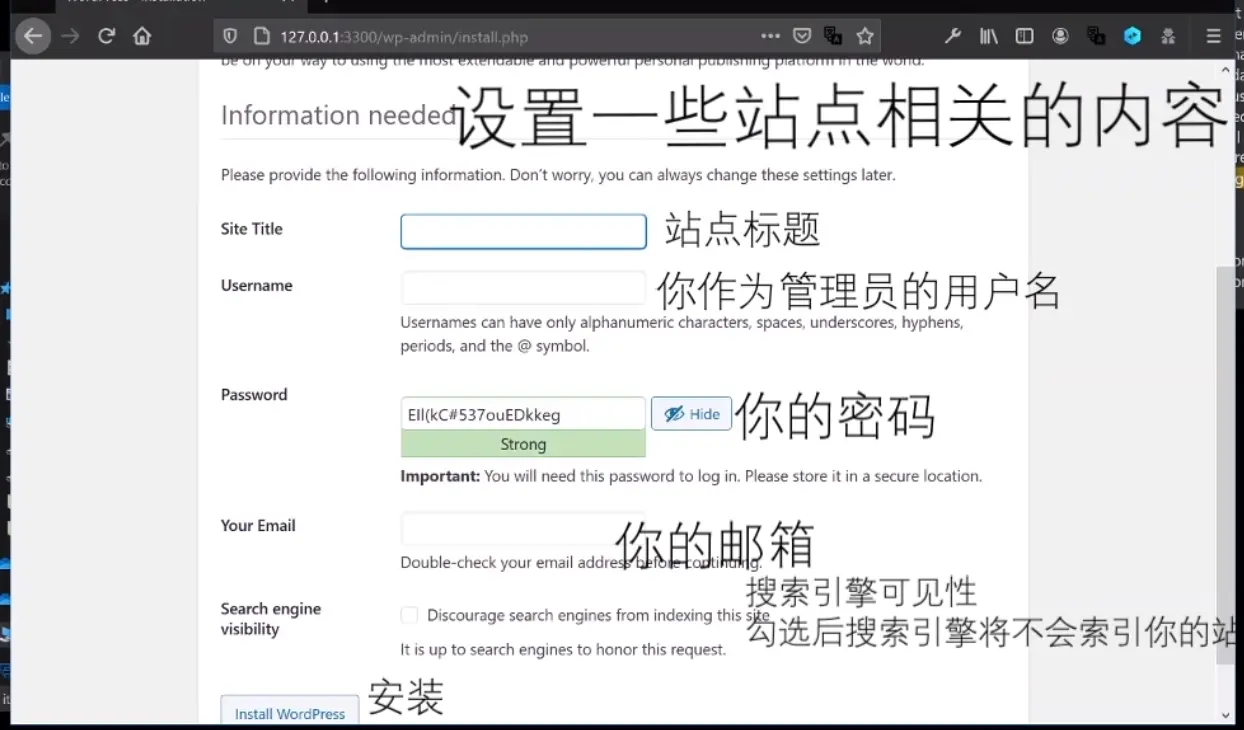 127.0.0.1:3300/wp-admin/install.php
be on your way to using the most extendable and powerful personal publishing platform in the world.
Information needed
设置一些站点相关的内容
Please provide the following information. Don’t worry, you can always change these settings later.
Site Title
站点标题
Username
你作为管理员的用户名
Usernames can have only alphanumeric characters, spaces, underscores, hyphens,
periods, and the @ symbol.
Password
EIl(kC#537ouEDkkeg
Hide
你的密码
Strong
Important: You will need this password to log in. Please store it in a secure location.
Your Email
你的邮箱
Double-check your email address before continuing.
搜索引擎可见性
Search engine
visibility
Discourage search engines from indexing this site
勾选后搜索引擎将不会索引你的站
It is up to search engines to honor this request.
Install WordPress
安装